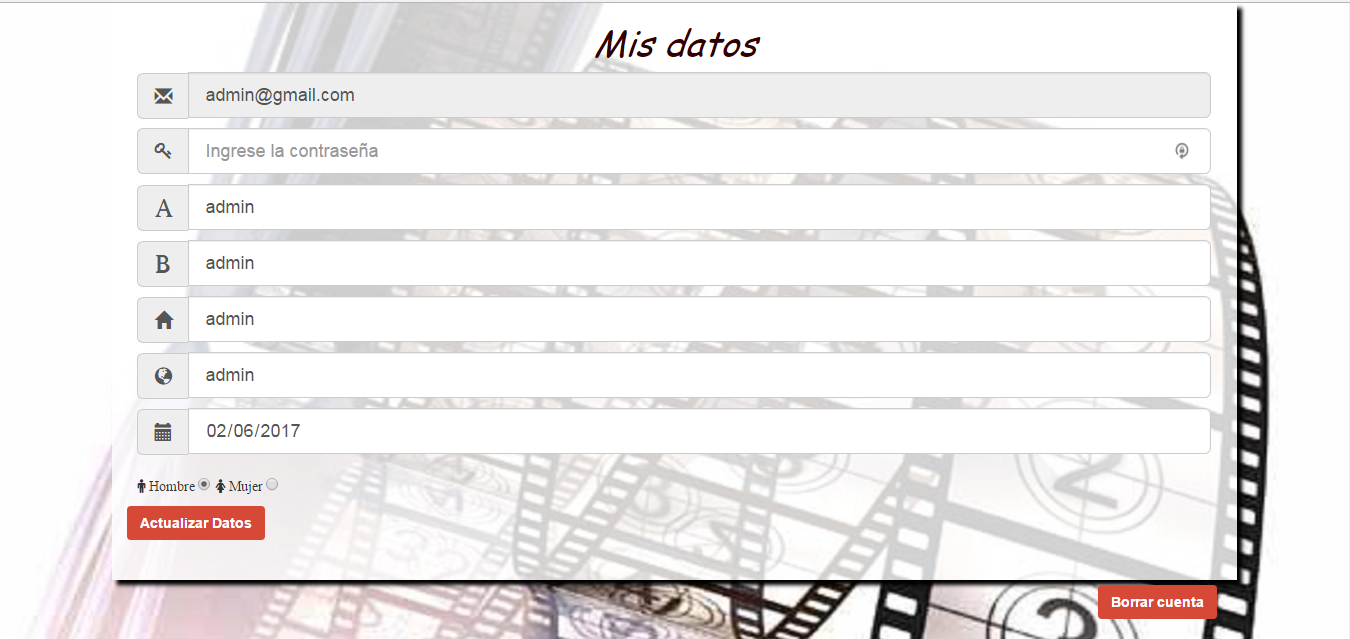 Mis datos
admin@gmail.com
Ingrese la contraseña
A admin
B admin
admin
admin
02/06/2017
Hombre Mujer
Actualizar Datos
Borrar cuenta